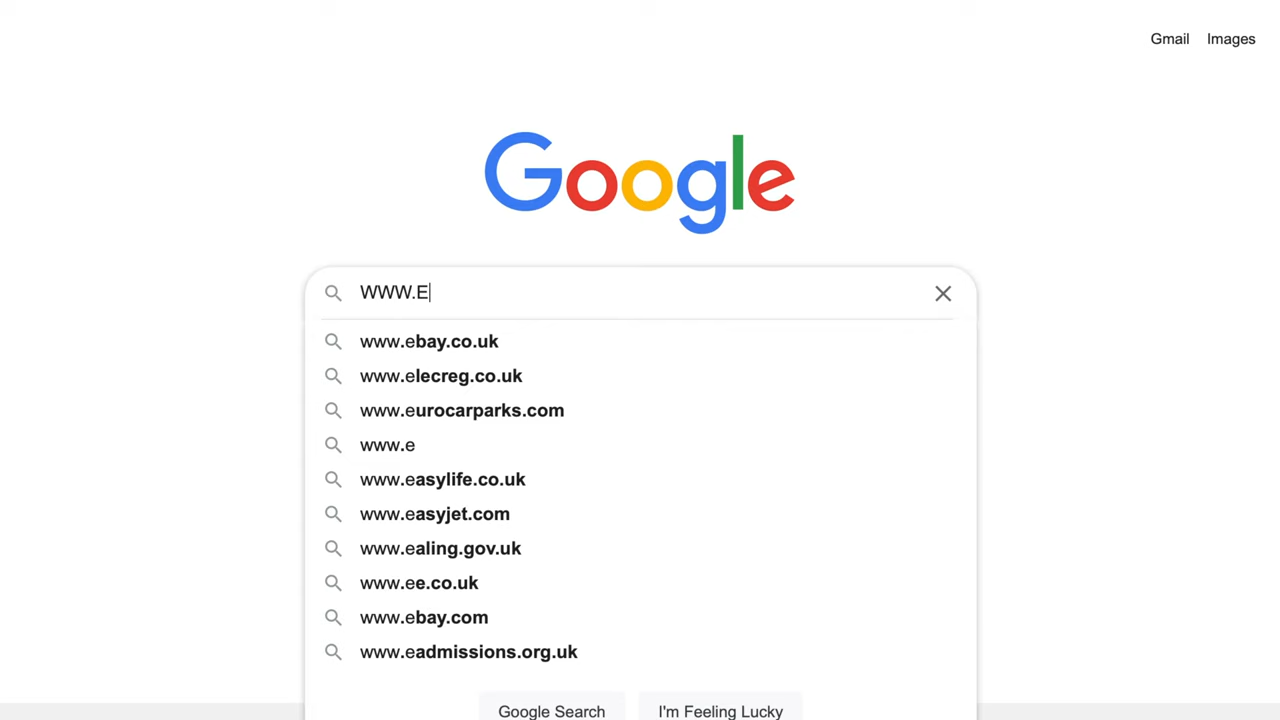 Gmail Images
Google
WWW.E
www.ebay.co.uk
www.elecreg.co.uk
www.eurocarparks.com
www.e
www.easylife.co.uk
www.easyjet.com
www.ealing.gov.uk
www.ee.co.uk
www.ebay.com
www.eadmissions.org.uk
Google Search I'm Feeling Lucky